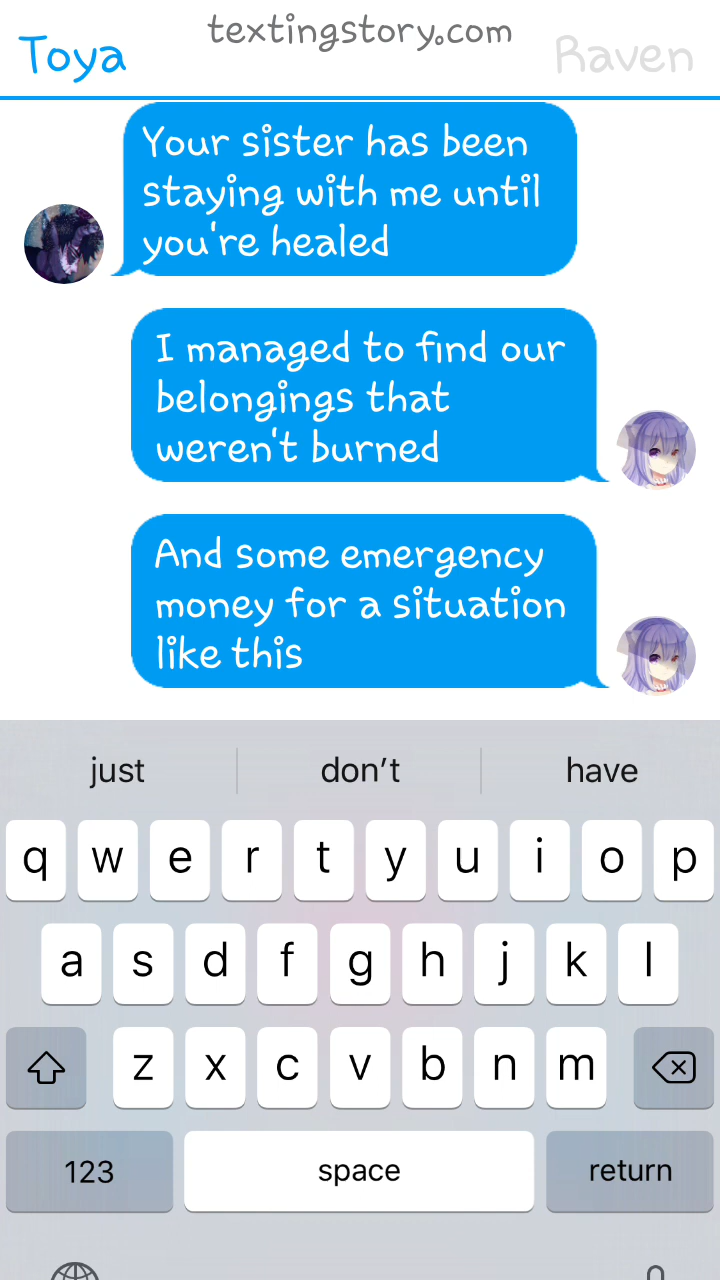 textingstory.com
Toya
Raven
Your sister has been
staying with me until
you're healed
I managed to find our
belongings that
weren't burned
And some emergency
money for a situation
like this
just don't have
q w e r t y u i o p
a s d f g h j k l
z x c v b n m
123 space return